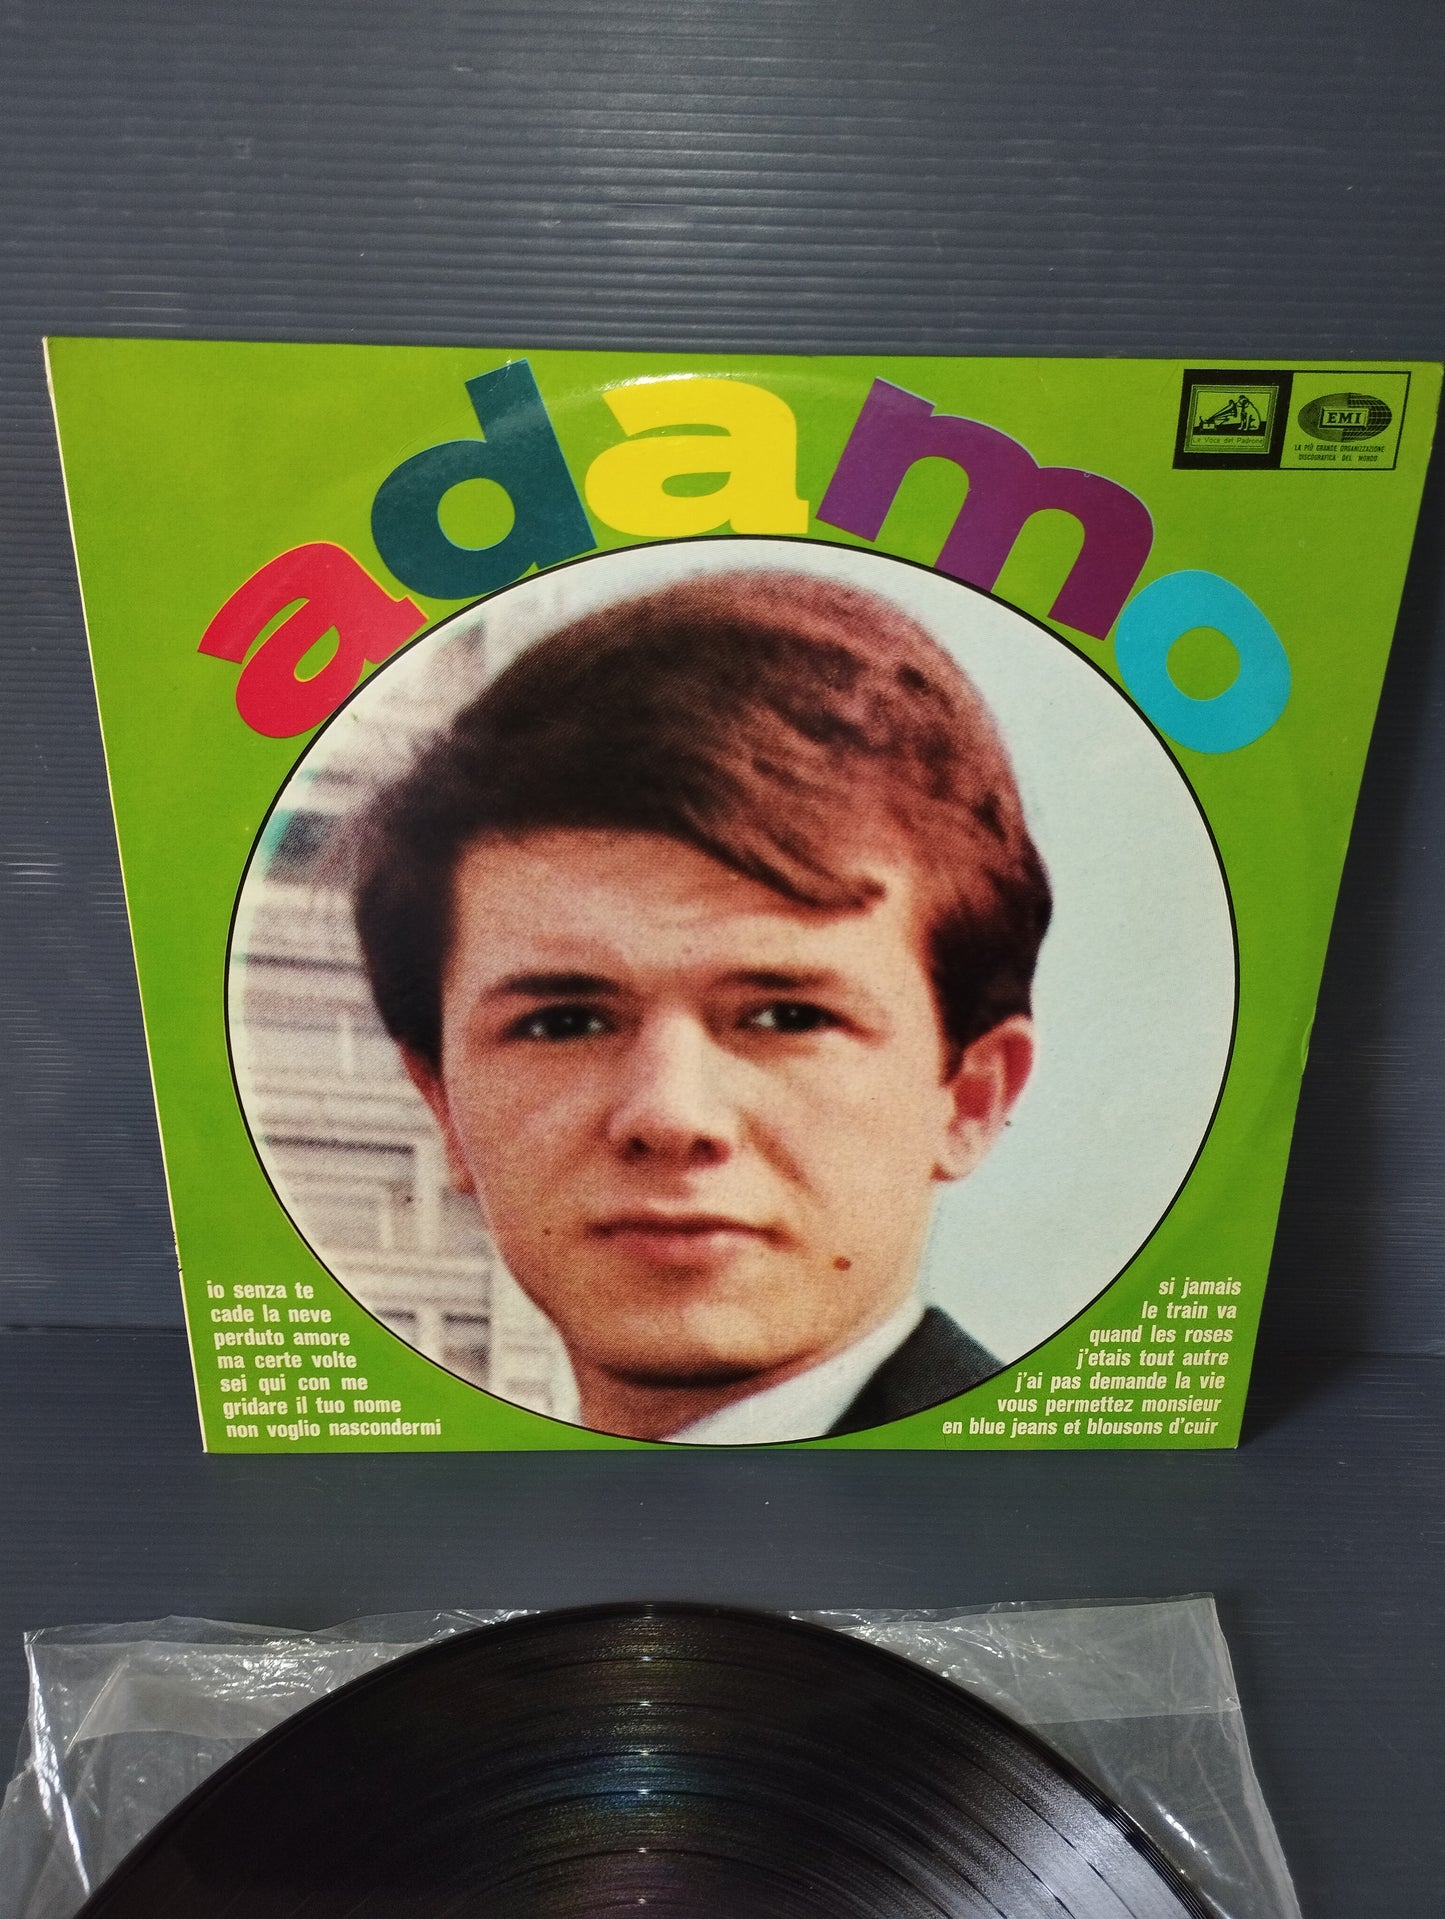 adamo
La Voce del Padrone
EMI
LA PIÙ GRANDE ORGANIZZAZIONE
DISCOGRAFICA DEL MONDO
io senza te
cade la neve
perduto amore
ma certe volte
sei qui con me
gridare il tuo nome
non voglio nascondermi
si jamais
le train va
quand les roses
j'etais tout autre
j'ai pas demande la vie
vous permettez monsieur
en blue jeans et blousons d'cuir